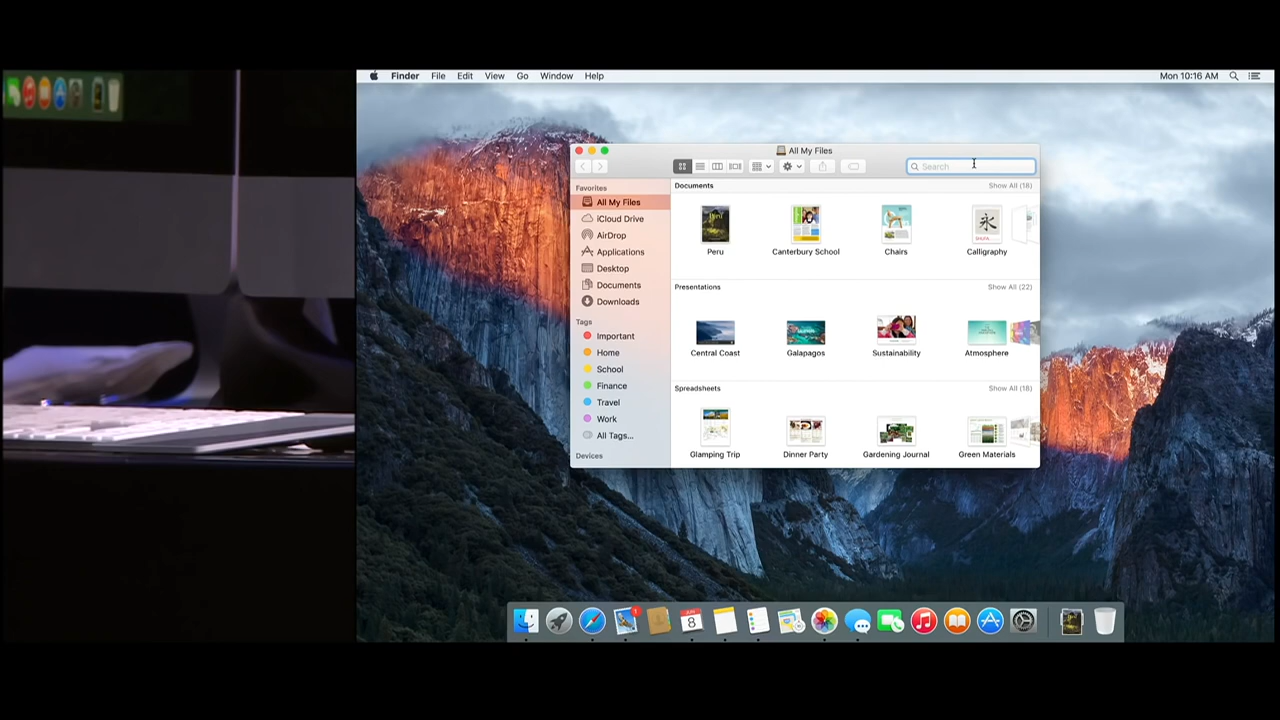 Finder File Edit View Go Window Help
Mon 10:16 AM
All My Files
Search
Favorites
All My Files
iCloud Drive
AirDrop
Applications
Desktop
Documents
Downloads
Tags
Important
Home
School
Finance
Travel
Work
All Tags...
Devices
Documents
Show All (18)
Peru
Canterbury School
Chairs
永
Calligraphy
Presentations
Show All (22)
Central Coast
Galapagos
Sustainability
Atmosphere
Spreadsheets
Show All (18)
Glamping Trip
Dinner Party
Gardening Journal
Green Materials
1
8